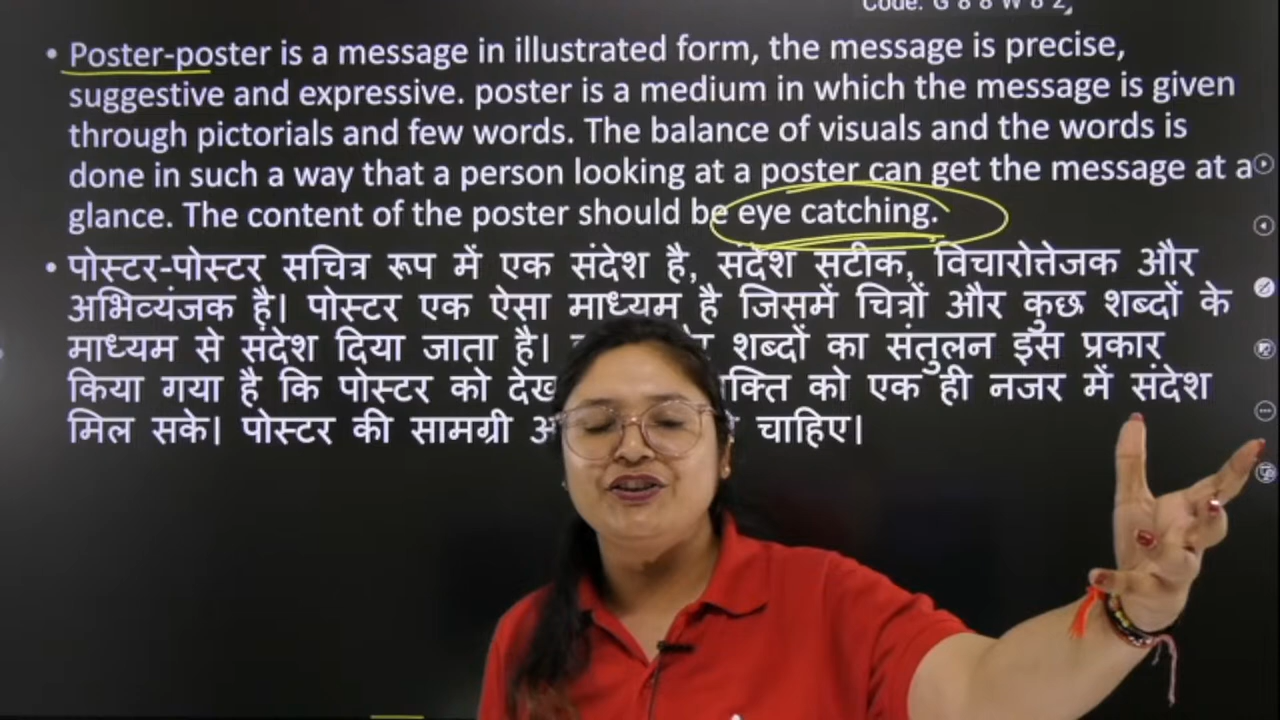 Code: G 8 8 W 8 2
• Poster-poster is a message in illustrated form, the message is precise,
suggestive and expressive. poster is a medium in which the message is given
through pictorials and few words. The balance of visuals and the words is
done in such a way that a person looking at a poster can get the message at a
glance. The content of the poster should be eye catching.
• पोस्टर-पोस्टर सचित्र रूप में एक संदेश है, संदेश सटीक, विचारोत्तेजक और
अभिव्यंजक है। पोस्टर एक ऐसा माध्यम है जिसमें चित्रों और कुछ शब्दों के
माध्यम से संदेश दिया जाता है। शब्दों का संतुलन इस प्रकार
किया गया है कि पोस्टर को को एक ही नजर में संदेश
मिल सके। पोस्टर की सामग्री चाहिए।